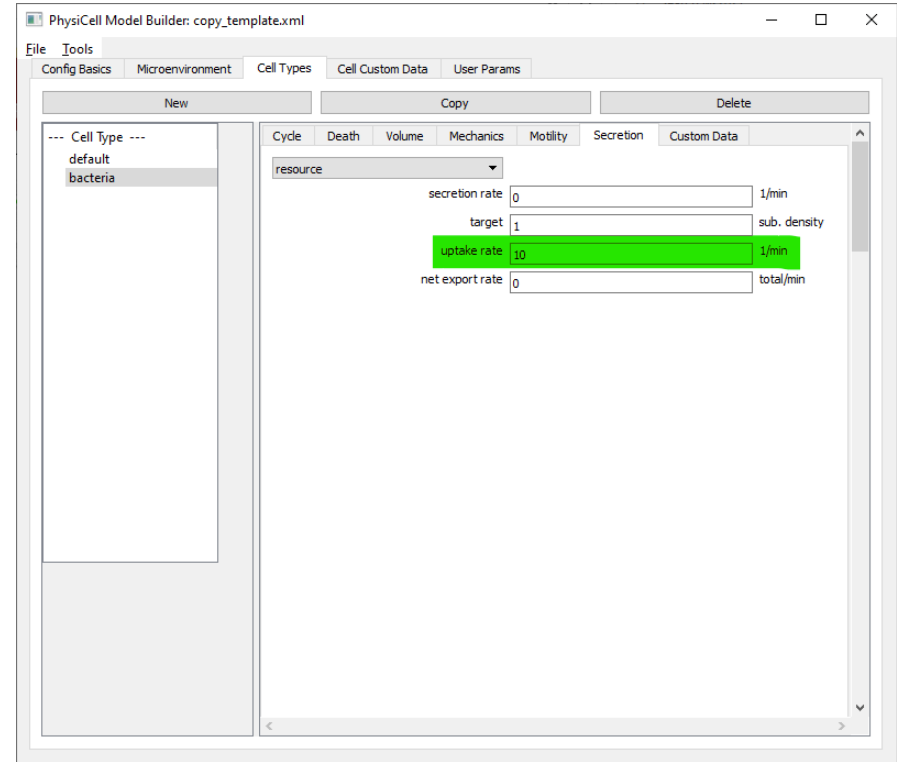 PhysiCell Model Builder: copy_template.xml
File Tools
Config Basics Microenvironment Cell Types Cell Custom Data User Params
New Copy Delete
--- Cell Type ---
default
bacteria
Cycle Death Volume Mechanics Motility Secretion Custom Data
resource
secretion rate 0 1/min
target 1 sub. density
uptake rate 10 1/min
net export rate 0 total/min